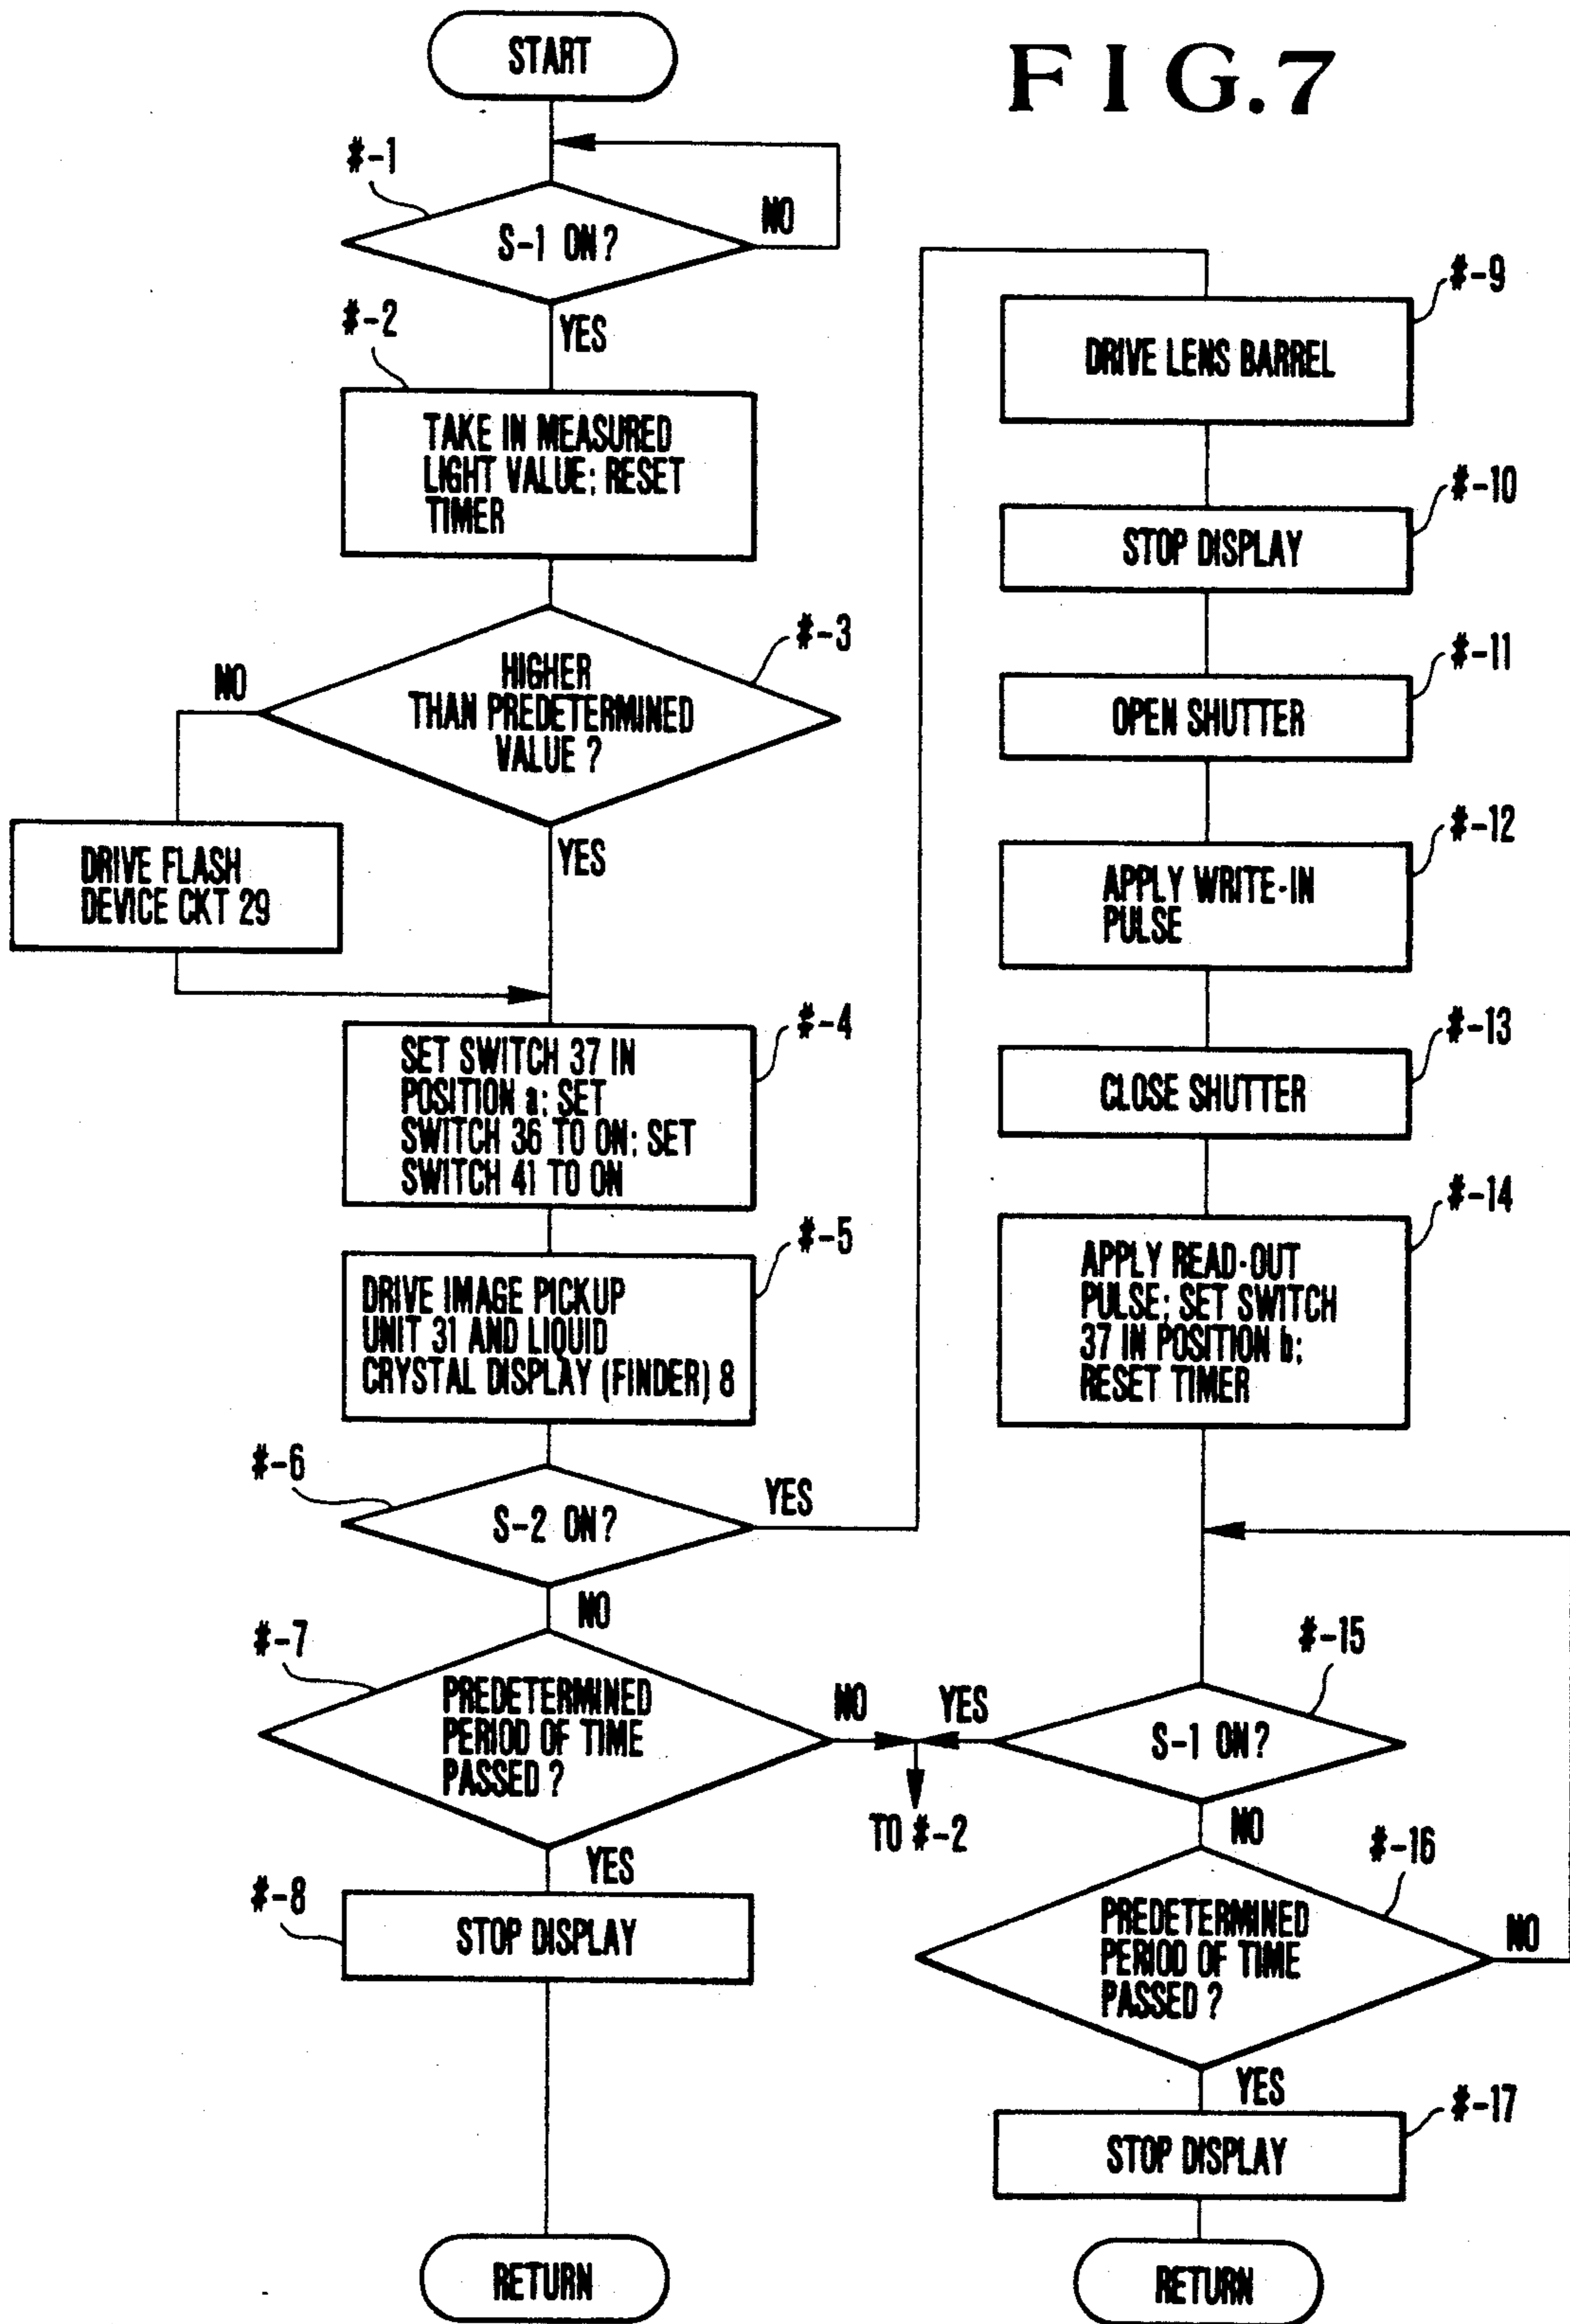 FIG.7
START
#-1
S-1 ON?
NO
YES
#-2
TAKE IN MEASURED
LIGHT VALUE; RESET
TIMER
#-3
HIGHER
THAN PREDETERMINED
VALUE ?
NO
YES
DRIVE FLASH
DEVICE CKT 29
#-4
SET SWITCH 37 IN
POSITION a; SET
SWITCH 36 TO ON; SET
SWITCH 41 TO ON
#-5
DRIVE IMAGE PICKUP
UNIT 31 AND LIQUID
CRYSTAL DISPLAY (FINDER) 8
#-6
S-2 ON?
YES
NO
#-7
PREDETERMINED
PERIOD OF TIME
PASSED ?
NO
YES
#-8
STOP DISPLAY
RETURN
#-9
DRIVE LENS BARREL
#-10
STOP DISPLAY
#-11
OPEN SHUTTER
#-12
APPLY WRITE-IN
PULSE
#-13
CLOSE SHUTTER
#-14
APPLY READ-OUT
PULSE; SET SWITCH
37 IN POSITION b;
RESET TIMER
#-15
S-1 ON?
YES
TO #-2
NO
#-16
PREDETERMINED
PERIOD OF TIME
PASSED ?
NO
YES
#-17
STOP DISPLAY
RETURN